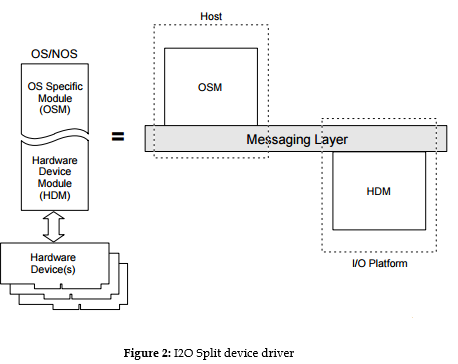 Host
OS/NOS
OS Specific
Module
(OSM)
Hardware
Device
Module
(HDM)
Hardware
Device(s)
=
OSM
Messaging Layer
HDM
I/O Platform
Figure 2: I2O Split device driver